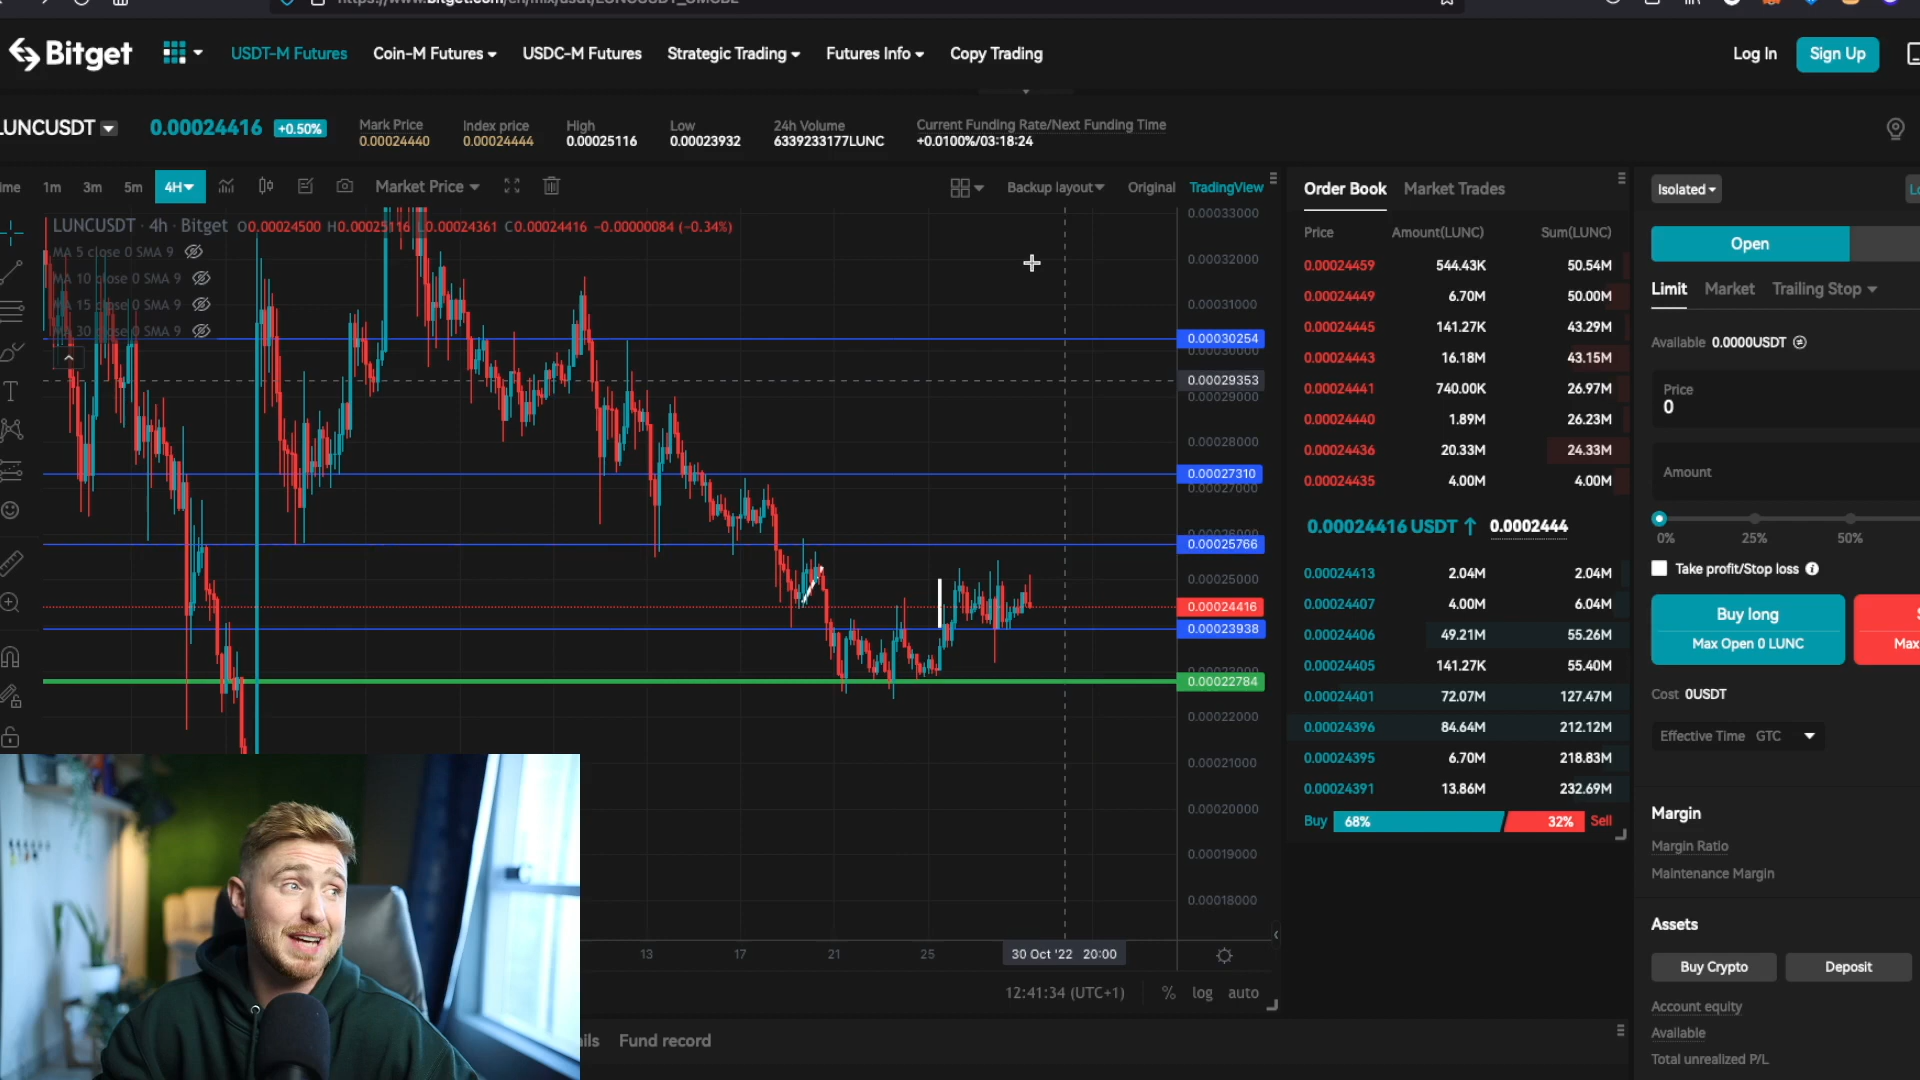 Bitget
USDT-M Futures
Coin-M Futures
USDC-M Futures
Strategic Trading
Futures Info
Copy Trading
Log In
Sign Up
LUNCUSDT
0.00024416
+0.50%
Mark Price
0.00024440
Index price
0.00024444
High
0.00025116
Low
0.00023932
24h Volume
6339233177LUNC
Current Funding Rate/Next Funding Time
+0.0100%/03:18:24
1m
3m
5m
4H
Market Price
Backup layout
Original
TradingView
LUNCUSDT · 4h · Bitget O0.00024500 H0.00025116 L0.00024361 C0.00024416 −0.00000084 (−0.34%)
MA 5 close 0 SMA 9
MA 10 close 0 SMA 9
MA 15 close 0 SMA 9
MA 30 close 0 SMA 9
0.00033000
0.00032000
0.00031000
0.00030254
0.00030000
0.00029353
0.00029000
0.00028000
0.00027310
0.00027000
0.00025766
0.00025000
0.00024416
0.00023938
0.00022784
0.00022000
0.00021000
0.00020000
0.00019000
0.00018000
13
17
21
25
30 Oct '22 20:00
12:41:34 (UTC+1)
%
log
auto
Fund record
Order Book
Market Trades
Price
Amount(LUNC)
Sum(LUNC)
0.00024459 544.43K 50.54M
0.00024449 6.70M 50.00M
0.00024445 141.27K 43.29M
0.00024443 16.18M 43.15M
0.00024441 740.00K 26.97M
0.00024440 1.89M 26.23M
0.00024436 20.33M 24.33M
0.00024435 4.00M 4.00M
0.00024416 USDT ↑ 0.0002444
0.00024413 2.04M 2.04M
0.00024407 4.00M 6.04M
0.00024406 49.21M 55.26M
0.00024405 141.27K 55.40M
0.00024401 72.07M 127.47M
0.00024396 84.64M 212.12M
0.00024395 6.70M 218.83M
0.00024391 13.86M 232.69M
Buy 68% 32% Sell
Isolated
Open
Limit
Market
Trailing Stop
Available 0.0000USDT
Price
0
Amount
0%
25%
50%
Take profit/Stop loss
Buy long
Max Open 0 LUNC
Max
Cost 0USDT
Effective Time GTC
Margin
Margin Ratio
Maintenance Margin
Assets
Buy Crypto
Deposit
Account equity
Available
Total unrealized P/L